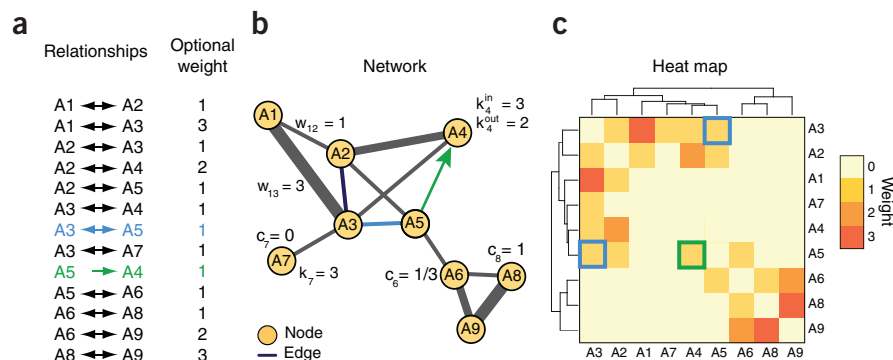 a
Relationships
Optional weight
A1 ↔ A2 1
A1 ↔ A3 3
A2 ↔ A3 1
A2 ↔ A4 2
A2 ↔ A5 1
A3 ↔ A4 1
A3 ↔ A5 1
A3 ↔ A7 1
A5 → A4 1
A5 ↔ A6 1
A6 ↔ A8 1
A6 ↔ A9 2
A8 ↔ A9 3
b
Network
A1
w12 = 1
A2
A4
k4in = 3
k4out = 2
w13 = 3
A3
A5
c7 = 0
A7
k7 = 3
c6 = 1/3
A6
c8 = 1
A8
A9
Node
Edge
c
Heat map
A3
A2
A1
A7
A4
A5
A6
A8
A9
A3 A2 A1 A7 A4 A5 A6 A8 A9
0
1
2
3
Weight